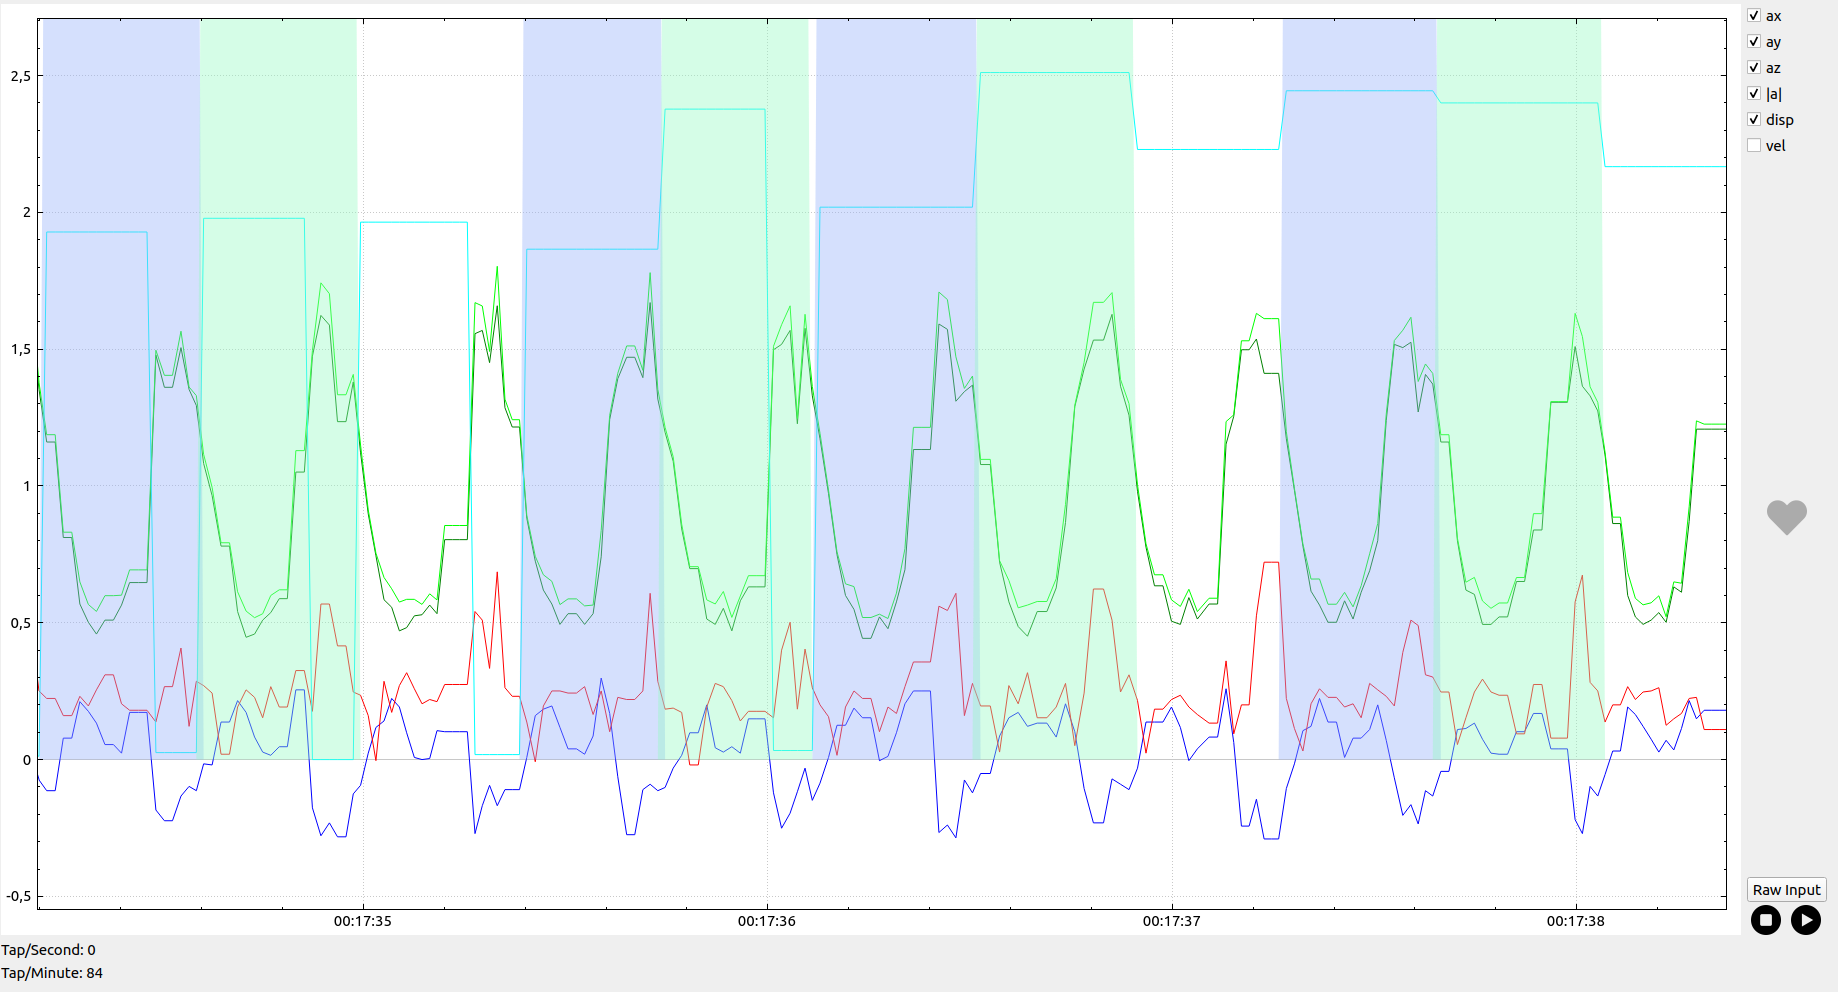 ax
ay
az
|a|
disp
vel
2,5
2
1,5
1
0,5
0
-0,5
00:17:35 00:17:36 00:17:37 00:17:38
Raw Input
Tap/Second: 0
Tap/Minute: 84